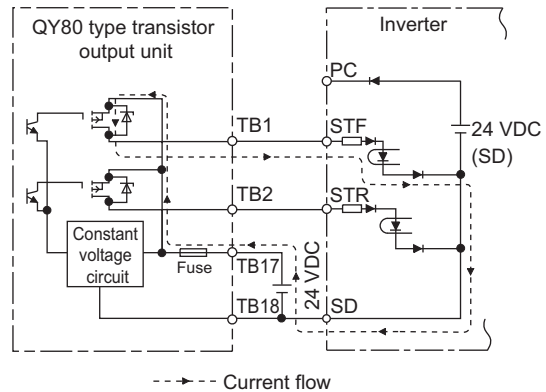 QY80 type transistor
output unit
Inverter
PC
TB1
STF
24 VDC
(SD)
TB2
STR
Constant
voltage
circuit
Fuse
TB17
24 VDC
TB18
SD
Current flow